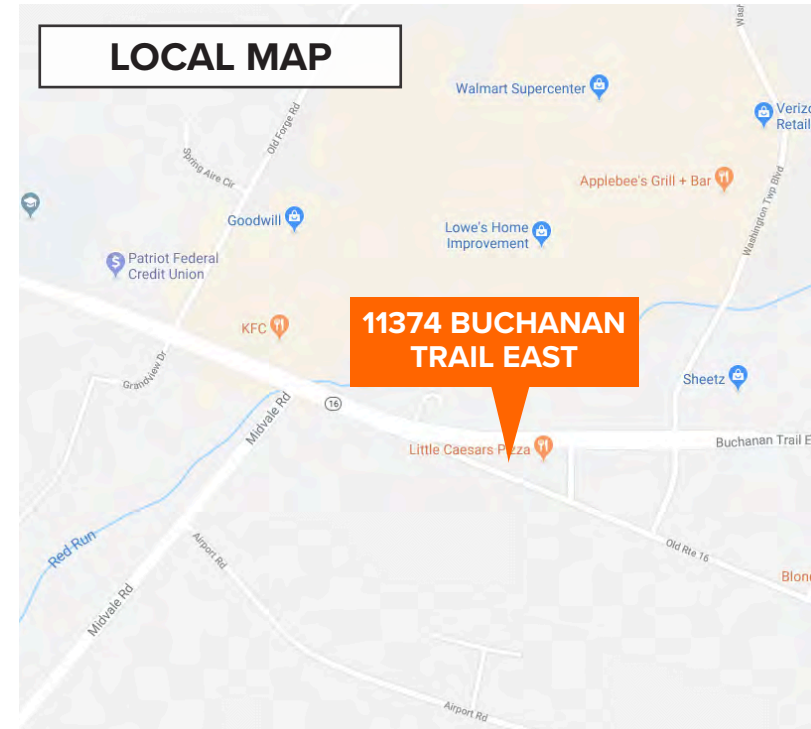 LOCAL MAP
Walmart Supercenter
Old Forge Rd
Spring Aire Cir
Applebee's Grill + Bar
Washington Twp Blvd
Goodwill
Lowe's Home
Improvement
Patriot Federal
Credit Union
KFC
11374 BUCHANAN
TRAIL EAST
Grandview Dr
Sheetz
16
Midvale Rd
Little Caesars Pizza
Buchanan Trail E
Red Run
Airport Rd
Old Rte 16
Midvale Rd
Airport Rd